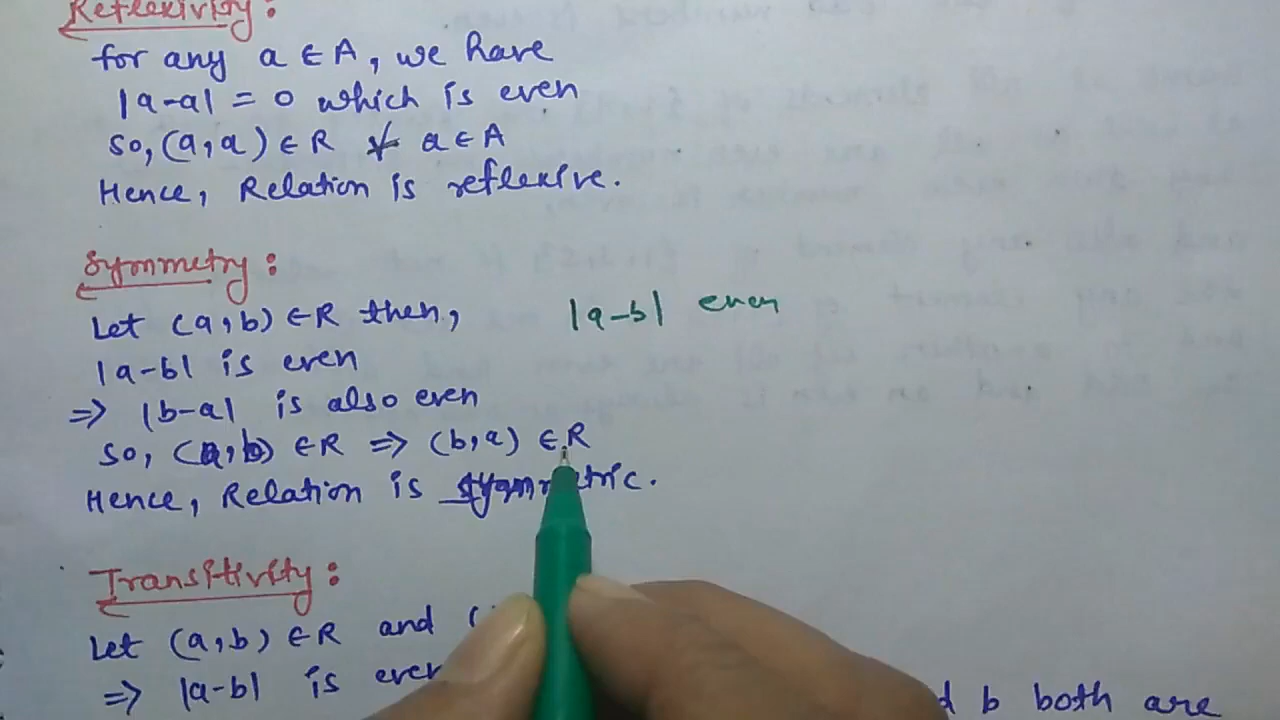 Reflexivity:
for any a ∈ A, we have
|a-a| = 0 which is even
so, (a, a) ∈ R ∀ a ∈ A
Hence, Relation is reflexive.
Symmetry:
Let (a, b) ∈ R then,
|a-b| even
|a-b| is even
⇒ |b-a| is also even
so, (a, b) ∈ R ⇒ (b, a) ∈ R
Hence, Relation is symmetric.
Transitivity:
Let (a, b) ∈ R and (
⇒ |a-b| is even b both are